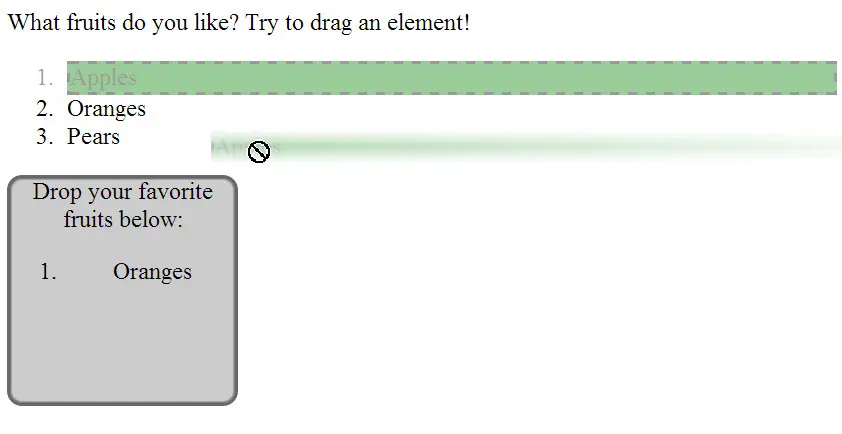 What fruits do you like? Try to drag an element!
1. Apples
2. Oranges
3. Pears
Drop your favorite
fruits below:
1. Oranges